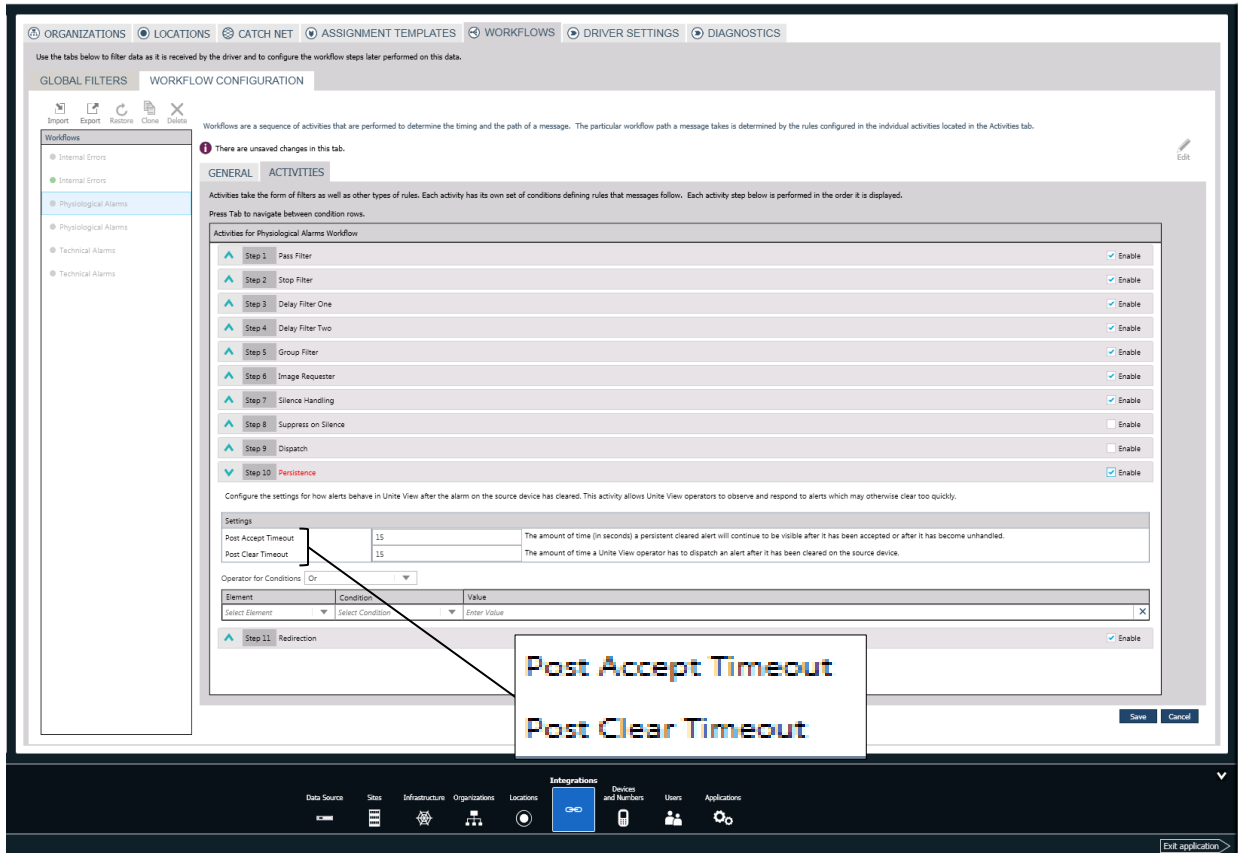 ORGANIZATIONS LOCATIONS CATCH NET ASSIGNMENT TEMPLATES WORKFLOWS DRIVER SETTINGS DIAGNOSTICS
Use the tabs below to filter data as it is received by the driver and to configure the workflow steps later performed on this data.
GLOBAL FILTERS WORKFLOW CONFIGURATION
Import Export Restore Clone Delete
Workflows are a sequence of activities that are performed to determine the timing and the path of a message. The particular workflow path a message takes is determined by the rules configured in the indvidual activities located in the Activities tab.
Workflows
Internal Errors
Internal Errors
Physiological Alarms
Physiological Alarms
Technical Alarms
Technical Alarms
There are unsaved changes in this tab.
Edit
GENERAL ACTIVITIES
Activities take the form of filters as well as other types of rules. Each activity has its own set of conditions defining rules that messages follow. Each activity step below is performed in the order it is displayed.
Press Tab to navigate between condition rows.
Activities for Physiological Alarms Workflow
Step 1 Pass Filter Enable
Step 2 Stop Filter Enable
Step 3 Delay Filter One Enable
Step 4 Delay Filter Two Enable
Step 5 Group Filter Enable
Step 6 Image Requester Enable
Step 7 Silence Handling Enable
Step 8 Suppress on Silence Enable
Step 9 Dispatch Enable
Step 10 Persistence Enable
Configure the settings for how alerts behave in Unite View after the alarm on the source device has cleared. This activity allows Unite View operators to observe and respond to alerts which may otherwise clear too quickly.
Settings
Post Accept Timeout 15 The amount of time (in seconds) a persistent cleared alert will continue to be visible after it has been accepted or after it has become unhandled.
Post Clear Timeout 15 The amount of time a Unite View operator has to dispatch an alert after it has been cleared on the source device.
Operator for Conditions Or
Element Condition Value
Select Element Select Condition Enter Value
Step 11 Redirection Enable
Post Accept Timeout
Post Clear Timeout
Save Cancel
Data Source Sites Infrastructure Organizations Locations Integrations Devices and Numbers Users Applications
Exit application